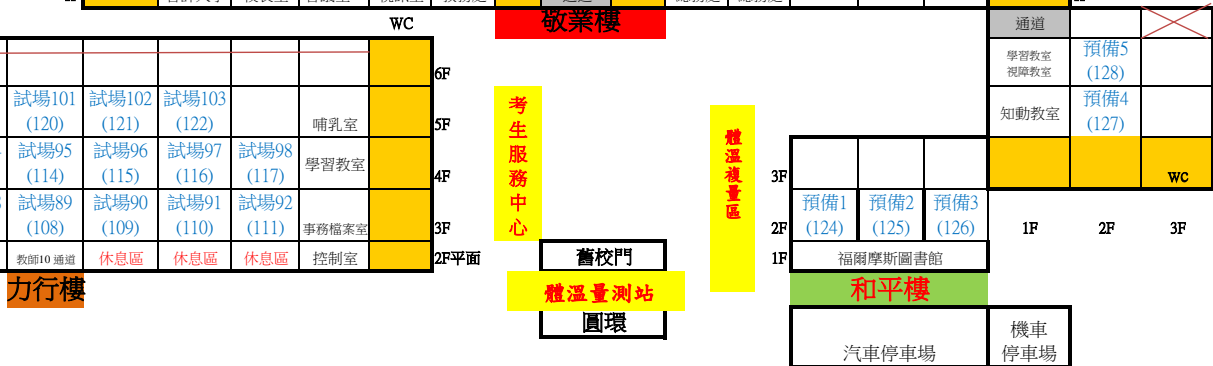 WC
敬業樓
通道
學習教室
視障教室
預備5
(128)
6F
試場101
(120)
試場102
(121)
試場103
(122)
哺乳室
5F
知動教室
預備4
(127)
試場95
(114)
試場96
(115)
試場97
(116)
試場98
(117)
學習教室
4F
3F
WC
試場89
(108)
試場90
(109)
試場91
(110)
試場92
(111)
事務檔案室
3F
2F
預備1
(124)
預備2
(125)
預備3
(126)
1F
2F
3F
教師10 通道
休息區
休息區
休息區
控制室
2F平面
1F
福爾摩斯圖書館
考生服務中心
體溫複量區
舊校門
體溫量測站
圓環
力行樓
和平樓
汽車停車場
機車
停車場